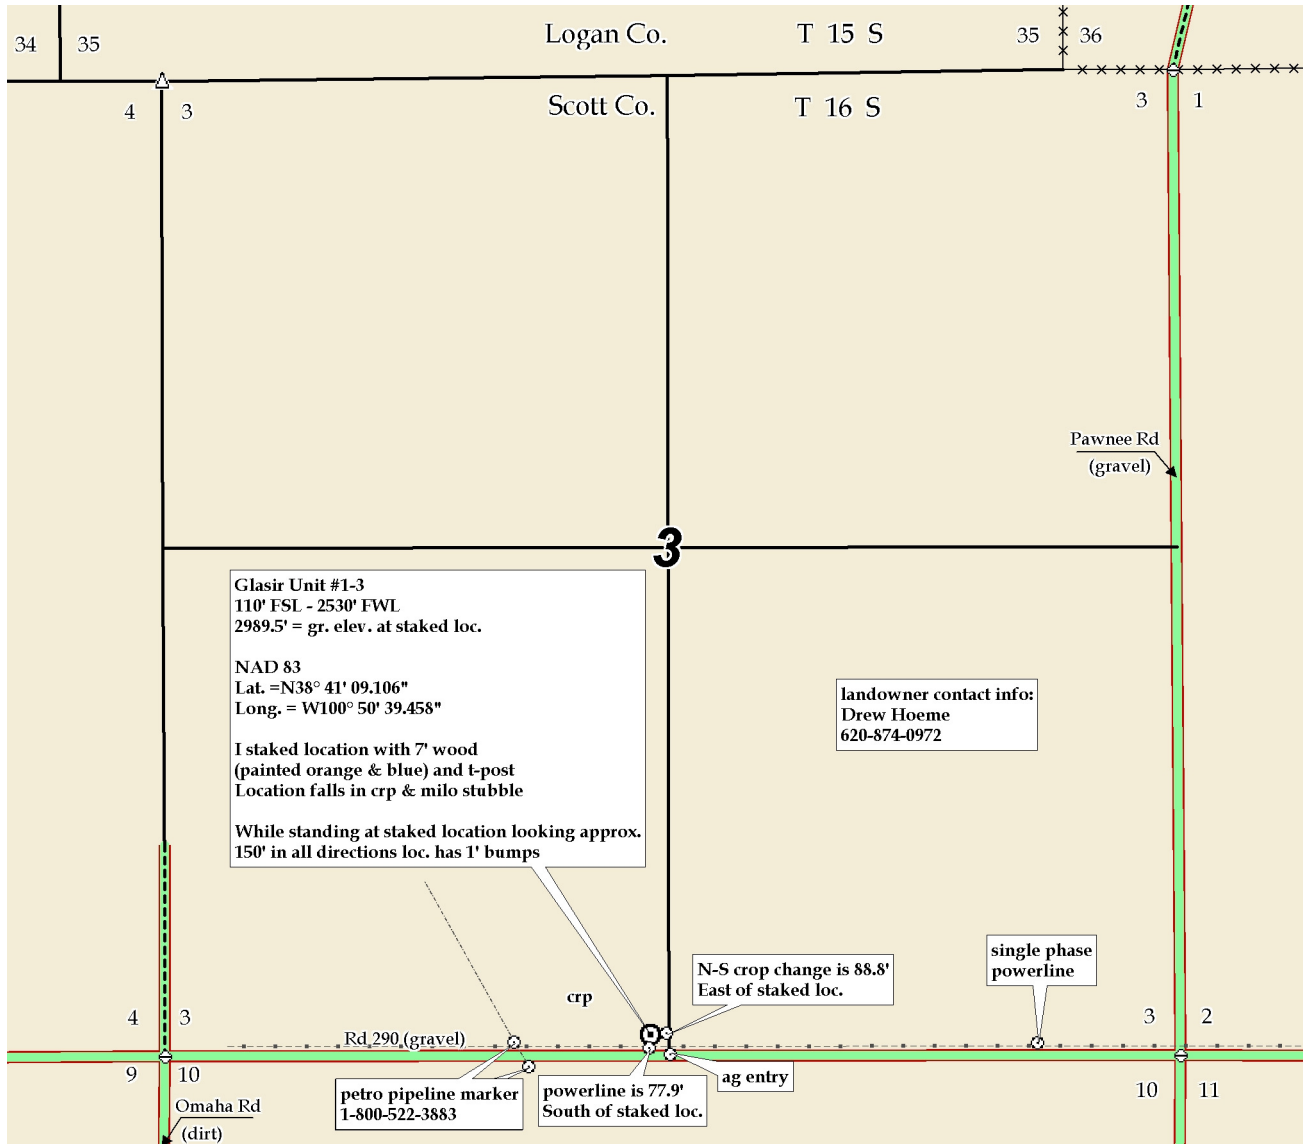 34 35
Logan Co. T 15 S
35 36
4 3
Scott Co. T 16 S
3 1
Pawnee Rd
(gravel)
3
Glasir Unit #1-3
110' FSL - 2530' FWL
2989.5' = gr. elev. at staked loc.
NAD 83
Lat. =N38° 41' 09.106"
Long. = W100° 50' 39.458"
I staked location with 7' wood
(painted orange & blue) and t-post
Location falls in crp & milo stubble
While standing at staked location looking approx.
150' in all directions loc. has 1' bumps
landowner contact info:
Drew Hoeme
620-874-0972
single phase
powerline
N-S crop change is 88.8'
East of staked loc.
crp
4 3
3 2
Rd 290 (gravel)
9 10
10 11
ag entry
petro pipeline marker
1-800-522-3883
powerline is 77.9'
South of staked loc.
Omaha Rd
(dirt)